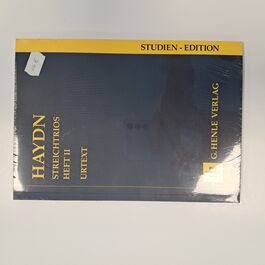 STUDIEN - EDITION
HAYDN
STREICHTRIOS
HEFT II
URTEXT
G. HENLE VERLAG